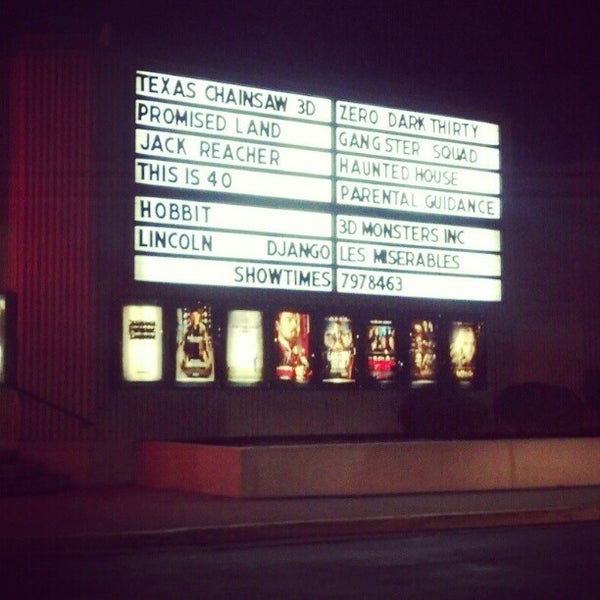 TEXAS CHAINSAW 3D
PROMISED LAND
JACK REACHER
THIS IS 40
HOBBIT
LINCOLN DJANGO
SHOWTIMES
ZERO DARK THIRTY
GANGSTER SQUAD
HAUNTED HOUSE
PARENTAL GUIDANCE
3D MONSTERS INC
LES MISERABLES
7978463